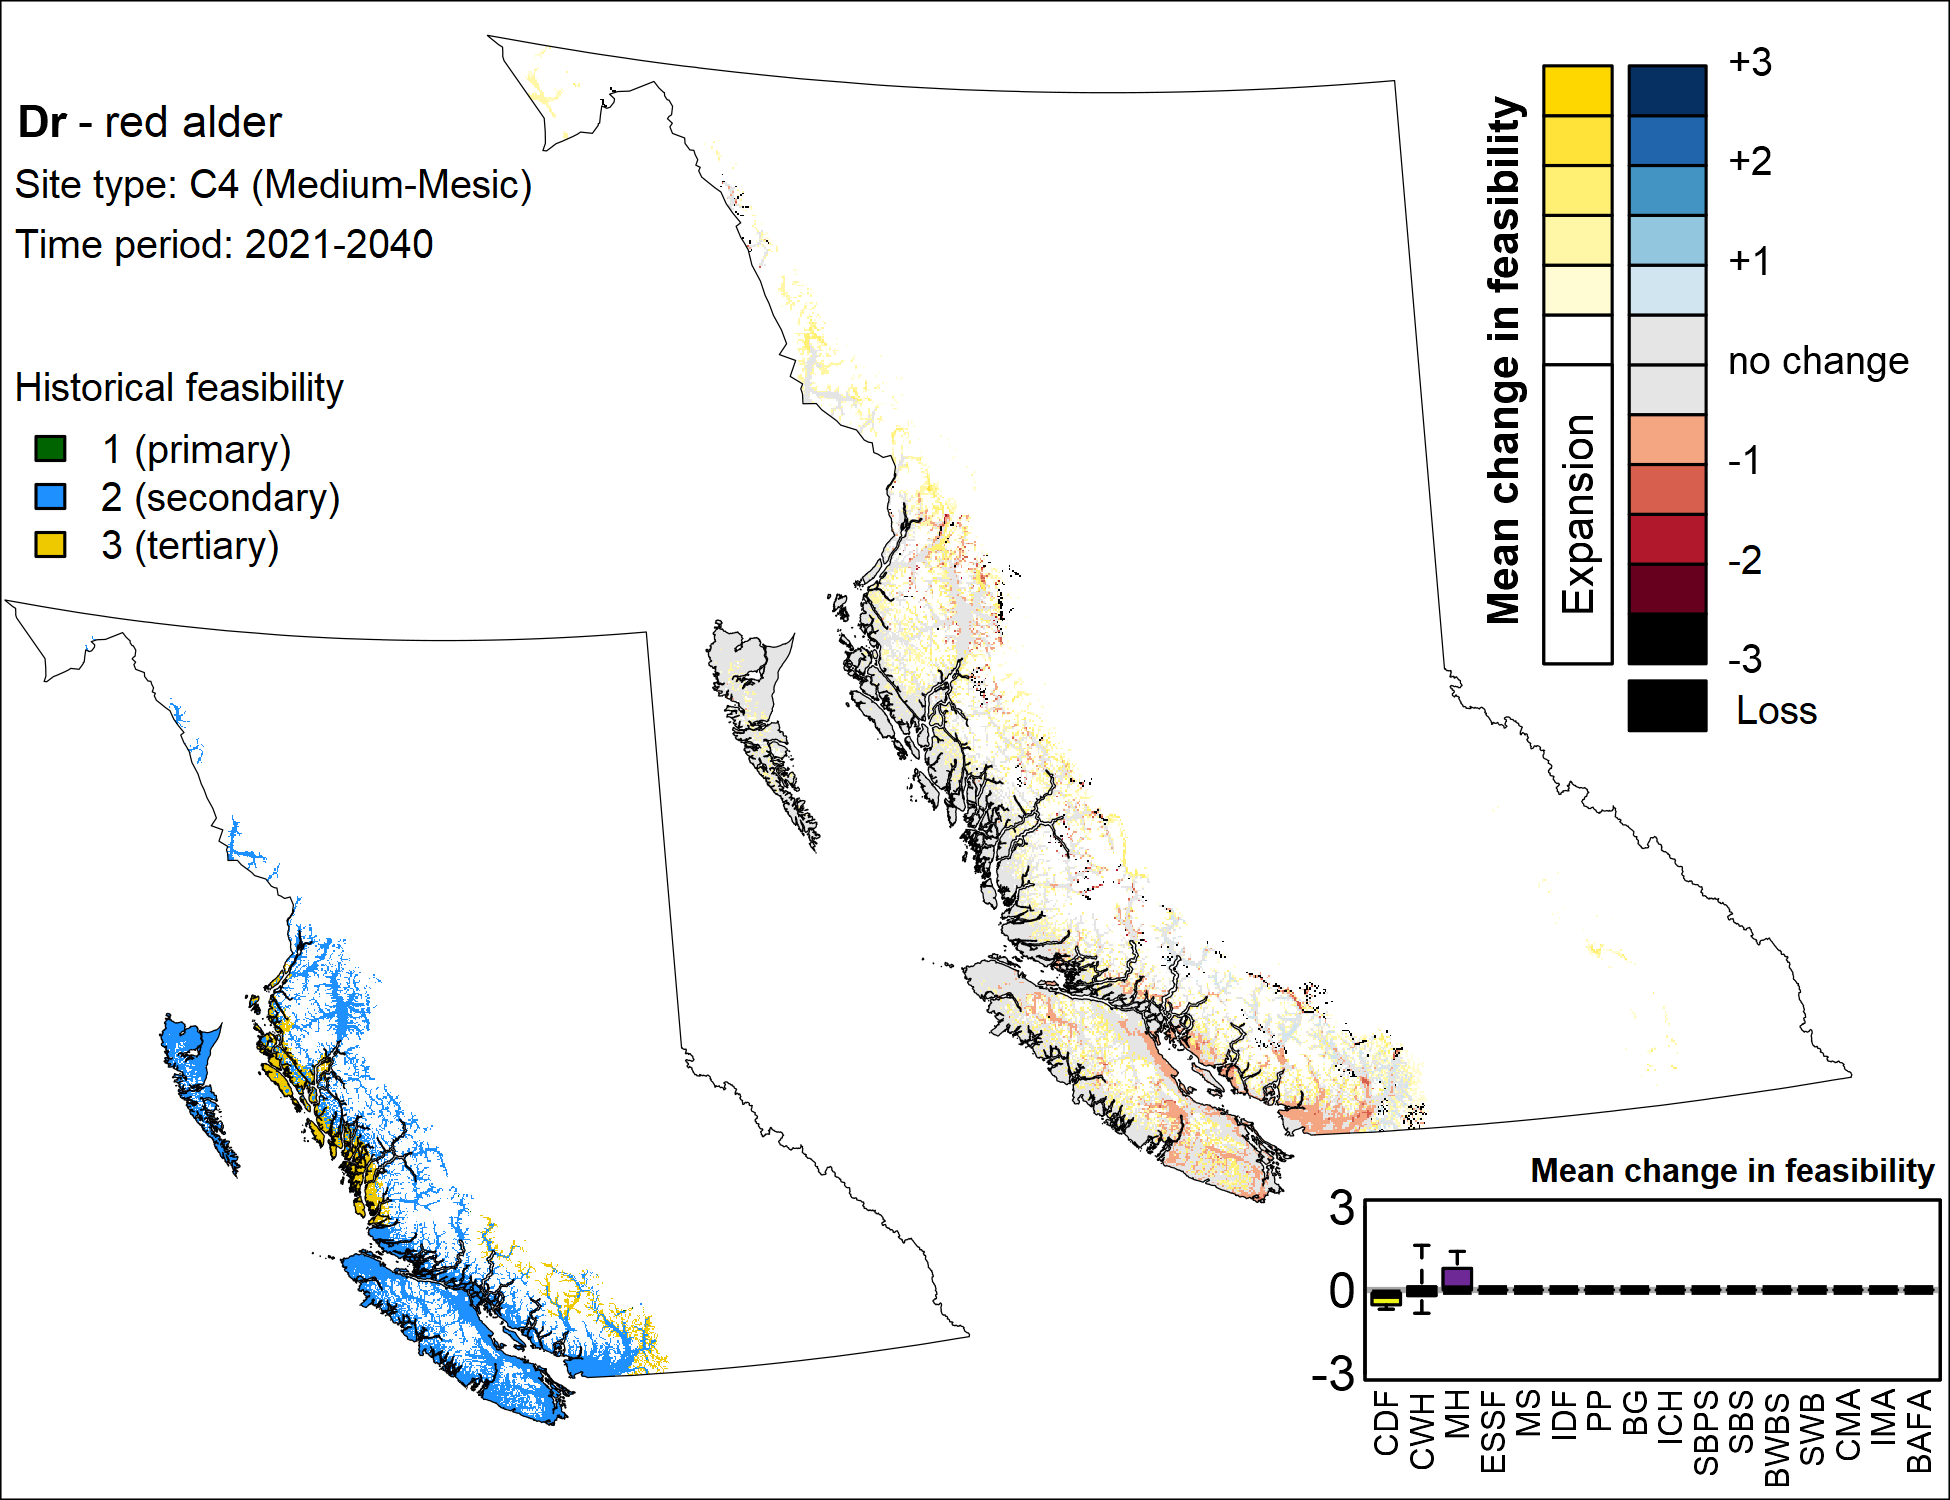 Dr - red alder
Site type: C4 (Medium-Mesic)
Time period: 2021-2040
Historical feasibility
1 (primary)
2 (secondary)
3 (tertiary)
Mean change in feasibility
Expansion
+3
+2
+1
no change
-1
-2
-3
Loss
Mean change in feasibility
3
0
-3
CDF
CWH
MH
ESSF
MS
IDF
PP
BG
ICH
SBPS
SBS
BWBS
SWB
CMA
IMA
BAFA